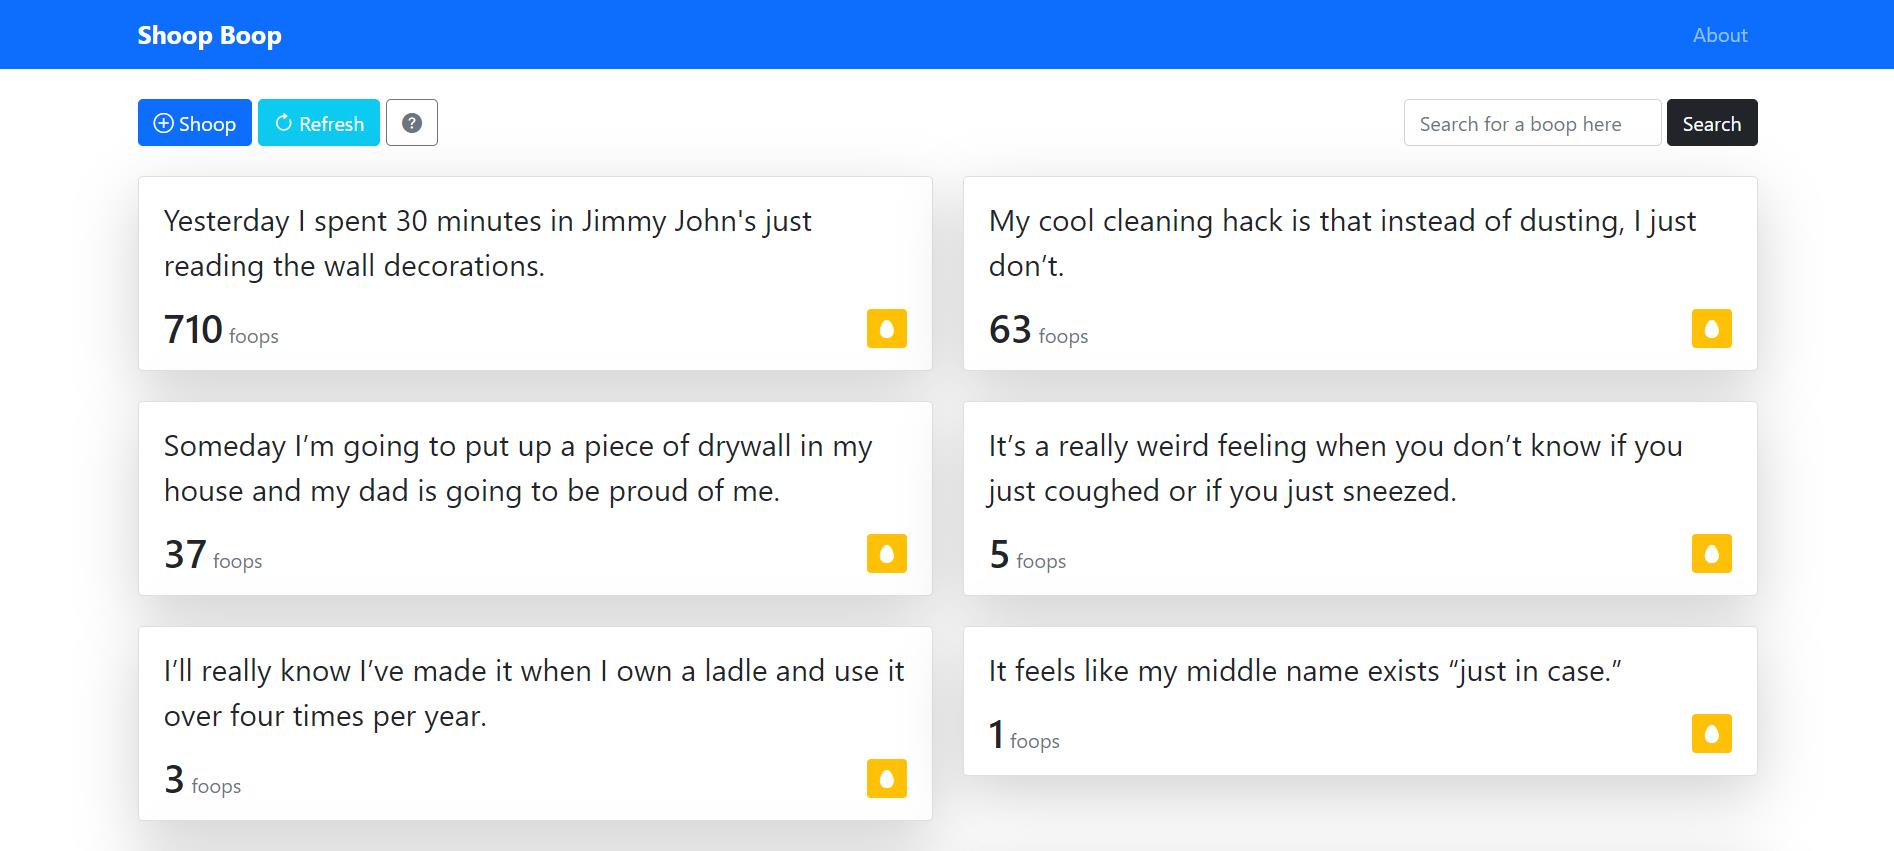 Shoop Boop
About
Shoop
Refresh
?
Search for a boop here
Search
Yesterday I spent 30 minutes in Jimmy John's just
reading the wall decorations.
710 foops
My cool cleaning hack is that instead of dusting, I just
don’t.
63 foops
Someday I’m going to put up a piece of drywall in my
house and my dad is going to be proud of me.
37 foops
It’s a really weird feeling when you don’t know if you
just coughed or if you just sneezed.
5 foops
I’ll really know I’ve made it when I own a ladle and use it
over four times per year.
3 foops
It feels like my middle name exists “just in case.”
1 foops